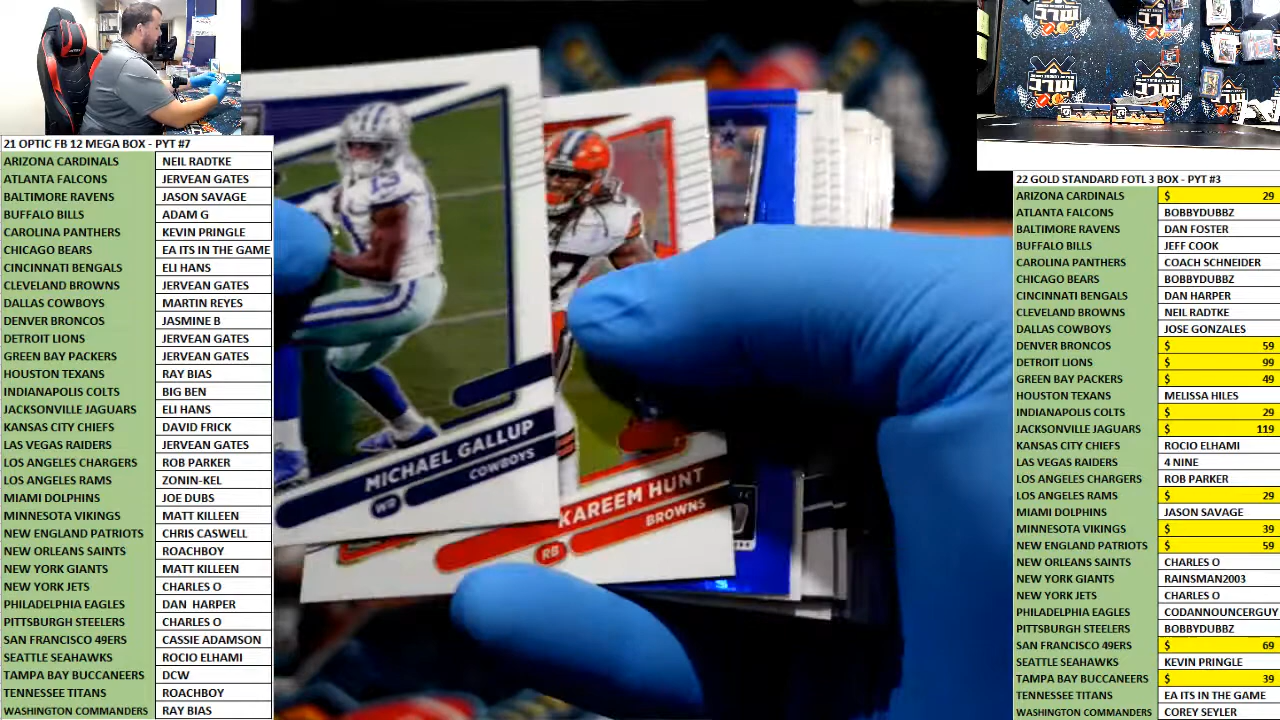 21 OPTIC FB 12 MEGA BOX - PYT #7
ARIZONA CARDINALS NEIL RADTKE
ATLANTA FALCONS JERVEAN GATES
BALTIMORE RAVENS JASON SAVAGE
BUFFALO BILLS ADAM G
CAROLINA PANTHERS KEVIN PRINGLE
CHICAGO BEARS EA ITS IN THE GAME
CINCINNATI BENGALS ELI HANS
CLEVELAND BROWNS JERVEAN GATES
DALLAS COWBOYS MARTIN REYES
DENVER BRONCOS JASMINE B
DETROIT LIONS JERVEAN GATES
GREEN BAY PACKERS JERVEAN GATES
HOUSTON TEXANS RAY BIAS
INDIANAPOLIS COLTS BIG BEN
JACKSONVILLE JAGUARS ELI HANS
KANSAS CITY CHIEFS DAVID FRICK
LAS VEGAS RAIDERS JERVEAN GATES
LOS ANGELES CHARGERS ROB PARKER
LOS ANGELES RAMS ZONIN-KEL
MIAMI DOLPHINS JOE DUBS
MINNESOTA VIKINGS MATT KILLEEN
NEW ENGLAND PATRIOTS CHRIS CASWELL
NEW ORLEANS SAINTS ROACHBOY
NEW YORK GIANTS MATT KILLEEN
NEW YORK JETS CHARLES O
PHILADELPHIA EAGLES DAN HARPER
PITTSBURGH STEELERS CHARLES O
SAN FRANCISCO 49ERS CASSIE ADAMSON
SEATTLE SEAHAWKS ROCIO ELHAMI
TAMPA BAY BUCCANEERS DCW
TENNESSEE TITANS ROACHBOY
WASHINGTON COMMANDERS RAY BIAS
MICHAEL GALLUP
WR COWBOYS
KAREEM HUNT
RB BROWNS
22 GOLD STANDARD FOTL 3 BOX - PYT #3
ARIZONA CARDINALS $ 29
ATLANTA FALCONS BOBBYDUBBZ
BALTIMORE RAVENS DAN FOSTER
BUFFALO BILLS JEFF COOK
CAROLINA PANTHERS COACH SCHNEIDER
CHICAGO BEARS BOBBYDUBBZ
CINCINNATI BENGALS DAN HARPER
CLEVELAND BROWNS NEIL RADTKE
DALLAS COWBOYS JOSE GONZALES
DENVER BRONCOS $ 59
DETROIT LIONS $ 99
GREEN BAY PACKERS $ 49
HOUSTON TEXANS MELISSA HILES
INDIANAPOLIS COLTS $ 29
JACKSONVILLE JAGUARS $ 119
KANSAS CITY CHIEFS ROCIO ELHAMI
LAS VEGAS RAIDERS 4 NINE
LOS ANGELES CHARGERS ROB PARKER
LOS ANGELES RAMS $ 29
MIAMI DOLPHINS JASON SAVAGE
MINNESOTA VIKINGS $ 39
NEW ENGLAND PATRIOTS $ 59
NEW ORLEANS SAINTS CHARLES O
NEW YORK GIANTS RAINSMAN2003
NEW YORK JETS CHARLES O
PHILADELPHIA EAGLES CODANNOUNCERGUY
PITTSBURGH STEELERS BOBBYDUBBZ
SAN FRANCISCO 49ERS $ 69
SEATTLE SEAHAWKS KEVIN PRINGLE
TAMPA BAY BUCCANEERS $ 39
TENNESSEE TITANS EA ITS IN THE GAME
WASHINGTON COMMANDERS COREY SEYLER